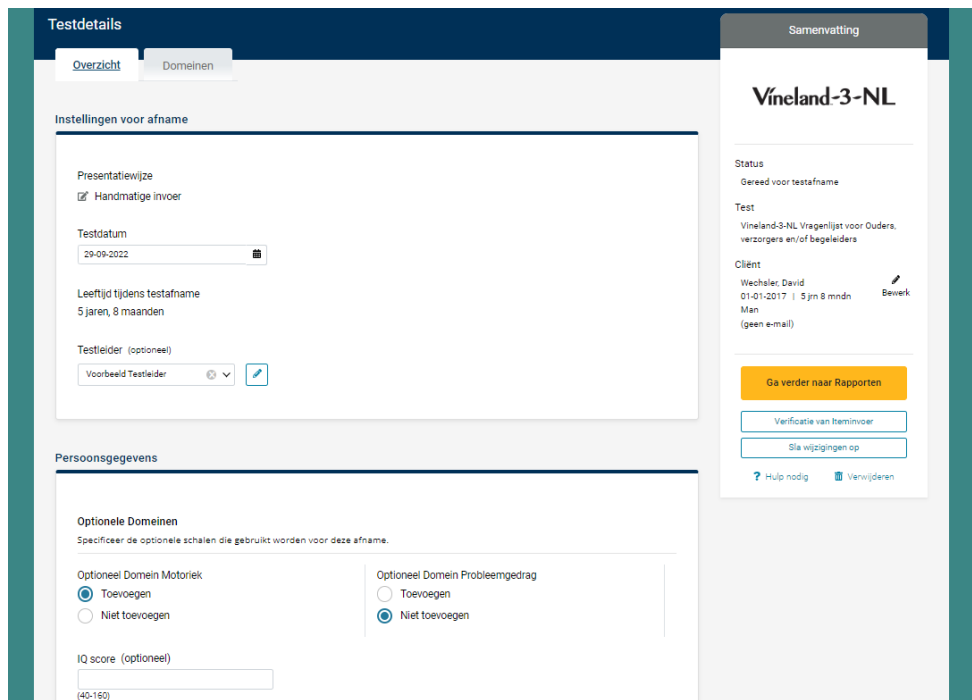 Testdetails
Overzicht
Domeinen
Instellingen voor afname
Presentatiewijze
Handmatige invoer
Testdatum
29-09-2022
Leeftijd tijdens testafname
5 jaren, 8 maanden
Testleider (optioneel)
Voorbeeld Testleider
Persoonsgegevens
Optionele Domeinen
Specificeer de optionele schalen die gebruikt worden voor deze afname.
Optioneel Domein Motoriek
Toevoegen
Niet toevoegen
Optioneel Domein Probleemgedrag
Toevoegen
Niet toevoegen
IQ score (optioneel)
(40-160)
Samenvatting
Vineland-3-NL
Status
Gereed voor testafname
Test
Vineland-3-NL Vragenlijst voor Ouders,
verzorgers en/of begeleiders
Cliënt
Wechsler, David
01-01-2017 | 5 jrn 8 mndn
Man
(geen e-mail)
Bewerk
Ga verder naar Rapporten
Verificatie van Iteminvoer
Sla wijzigingen op
? Hulp nodig
Verwijderen